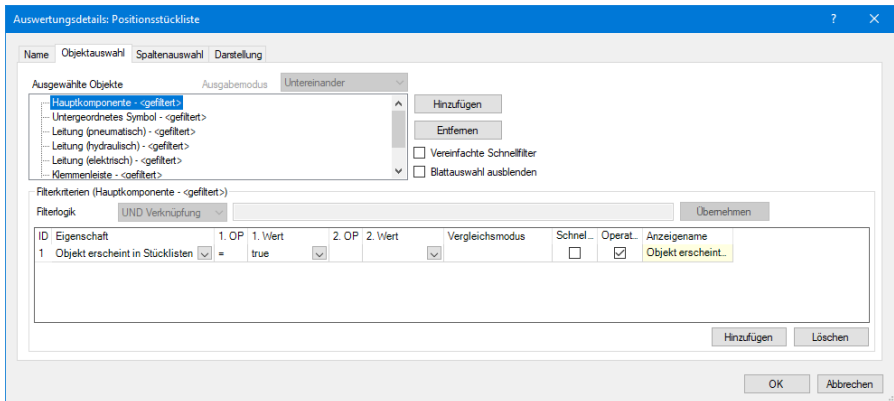 Auswertungsdetails: Positionsstückliste
? X
Name Objektauswahl Spaltenauswahl Darstellung
Ausgewählte Objekte Ausgabemodus Untereinander
Hauptkomponente - <gefiltert>
Untergeordnetes Symbol - <gefiltert>
Leitung (pneumatisch) - <gefiltert>
Leitung (hydraulisch) - <gefiltert>
Leitung (elektrisch) - <gefiltert>
Klemmenleiste - <gefiltert>
Hinzufügen
Entfernen
Vereinfachte Schnellfilter
Blattauswahl ausblenden
Filterkriterien (Hauptkomponente - <gefiltert>)
Filterlogik UND Verknüpfung Übernehmen
ID Eigenschaft 1. OP 1. Wert 2. OP 2. Wert Vergleichsmodus Schnel... Operat... Anzeigename
1 Objekt erscheint in Stücklisten = true Objekt erscheint...
Hinzufügen Löschen
OK Abbrechen